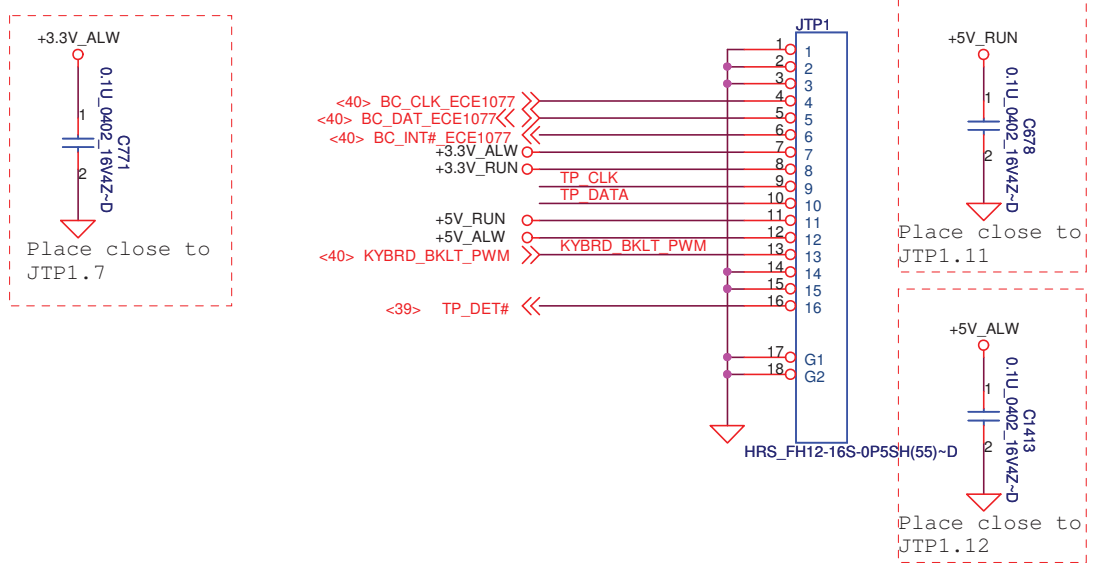 +3.3V_ALW
1
0.1U_0402_16V4Z~D
C771
2
Place close to
JTP1.7
JTP1
1 1
2 2
3 3
<40> BC_CLK_ECE1077 4 4
<40> BC_DAT_ECE1077 5 5
<40> BC_INT#_ECE1077 6 6
+3.3V_ALW 7 7
+3.3V_RUN 8 8
TP_CLK 9 9
TP_DATA 10 10
+5V_RUN 11 11
+5V_ALW 12 12
<40> KYBRD_BKLT_PWM KYBRD_BKLT_PWM 13 13
14 14
15 15
<39> TP_DET# 16 16
17 G1
18 G2
HRS_FH12-16S-0P5SH(55)~D
+5V_RUN
1
0.1U_0402_16V4Z~D
C678
2
Place close to
JTP1.11
+5V_ALW
1
0.1U_0402_16V4Z~D
C1413
2
Place close to
JTP1.12